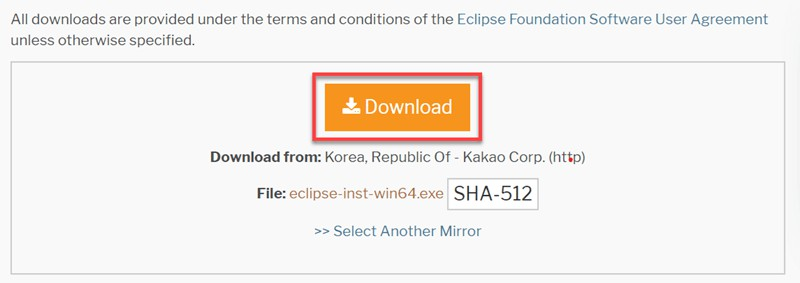 All downloads are provided under the terms and conditions of the Eclipse Foundation Software User Agreement
unless otherwise specified.
Download
Download from: Korea, Republic Of - Kakao Corp. (http)
File: eclipse-inst-win64.exe SHA-512
>> Select Another Mirror